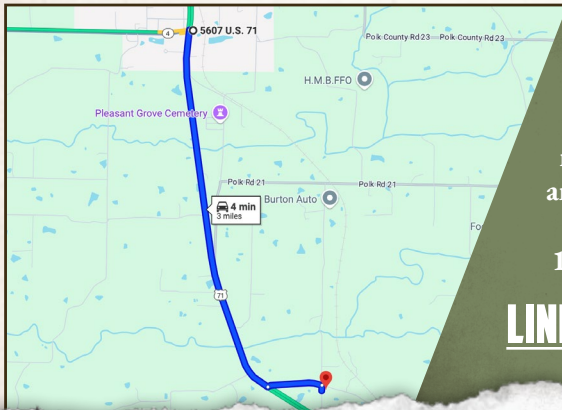 5607 U.S. 71
4
Polk County Rd 23
Polk County Rd 23
H.M.B.FFO
Pleasant Grove Cemetery
Polk Rd 21
Polk Rd 21
Burton Auto
4 min
3 miles
71